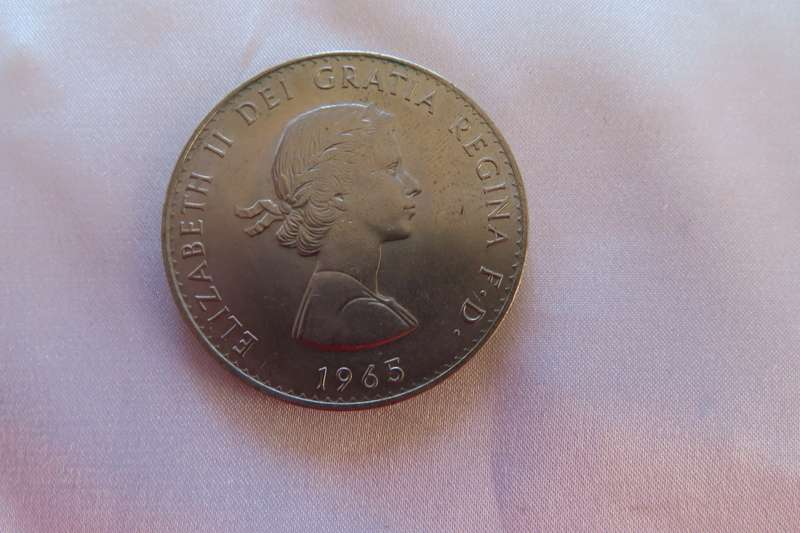 ELIZABETH II DEI GRATIA REGINA F·D·
1965